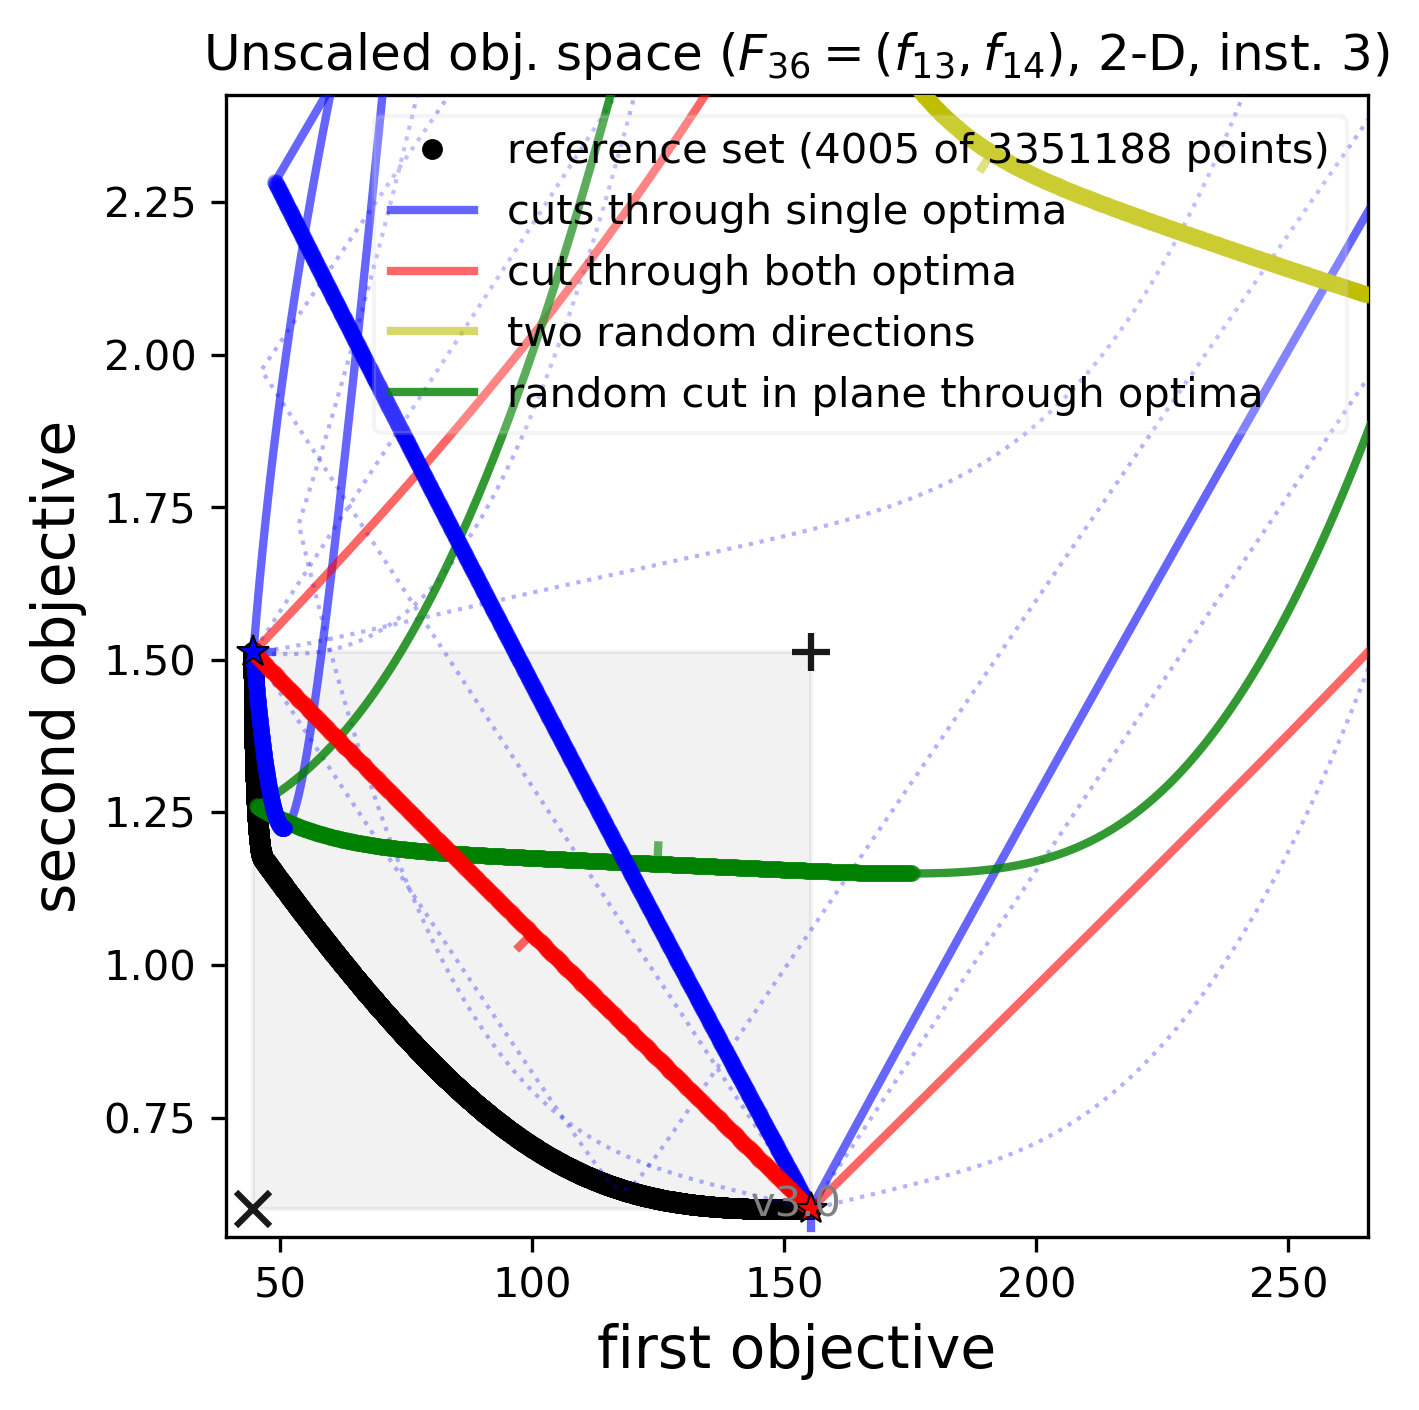 Unscaled obj. space (F36 = (f13, f14), 2-D, inst. 3)
reference set (4005 of 3351188 points)
cuts through single optima
cut through both optima
two random directions
random cut in plane through optima
second objective
2.25
2.00
1.75
1.50
1.25
1.00
0.75
v3.0
50
100
150
200
250
first objective